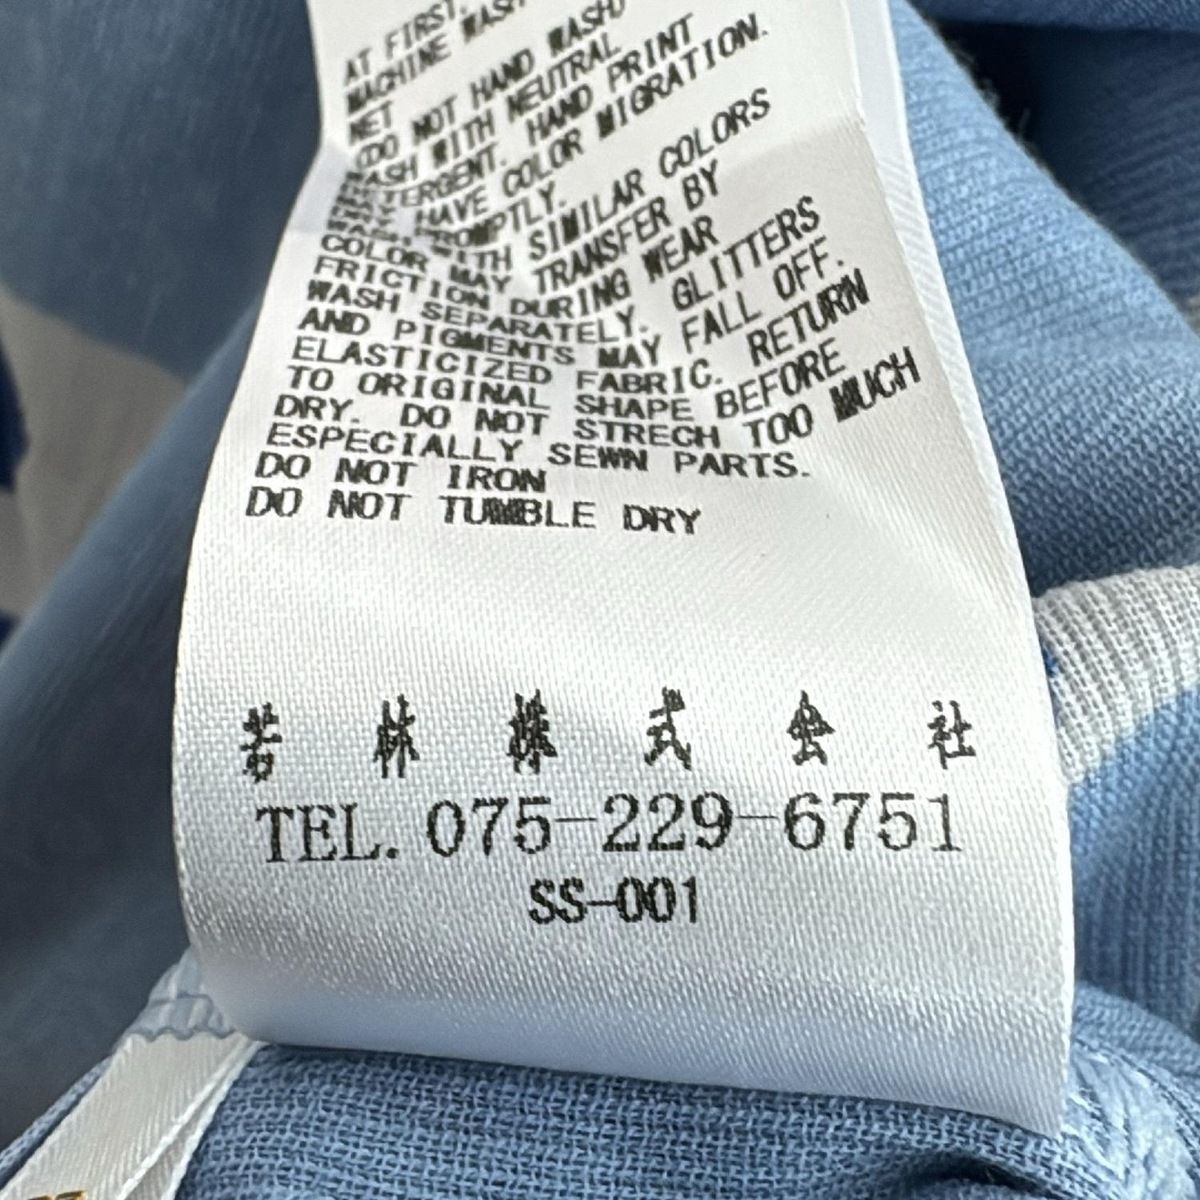 AT FIRST.
MACHINE WASH
NET
(DO NOT HAND WASH)
WASH WITH NEUTRAL
DETERGENT. HAND PRINT
MAY HAVE COLOR MIGRATION.
DRY PROMPTLY.
WASH WITH SIMILAR COLORS
COLOR MAY TRANSFER BY
FRICTION DURING WEAR
WASH SEPARATELY. GLITTERS
AND PIGMENTS MAY FALL OFF.
ELASTICIZED FABRIC. RETURN
TO ORIGINAL SHAPE BEFORE
DRY. DO NOT STRECH TOO MUCH
ESPECIALLY SEWN PARTS.
DO NOT IRON
DO NOT TUMBLE DRY
若林株式会社
TEL. 075-229-6751
SS-001